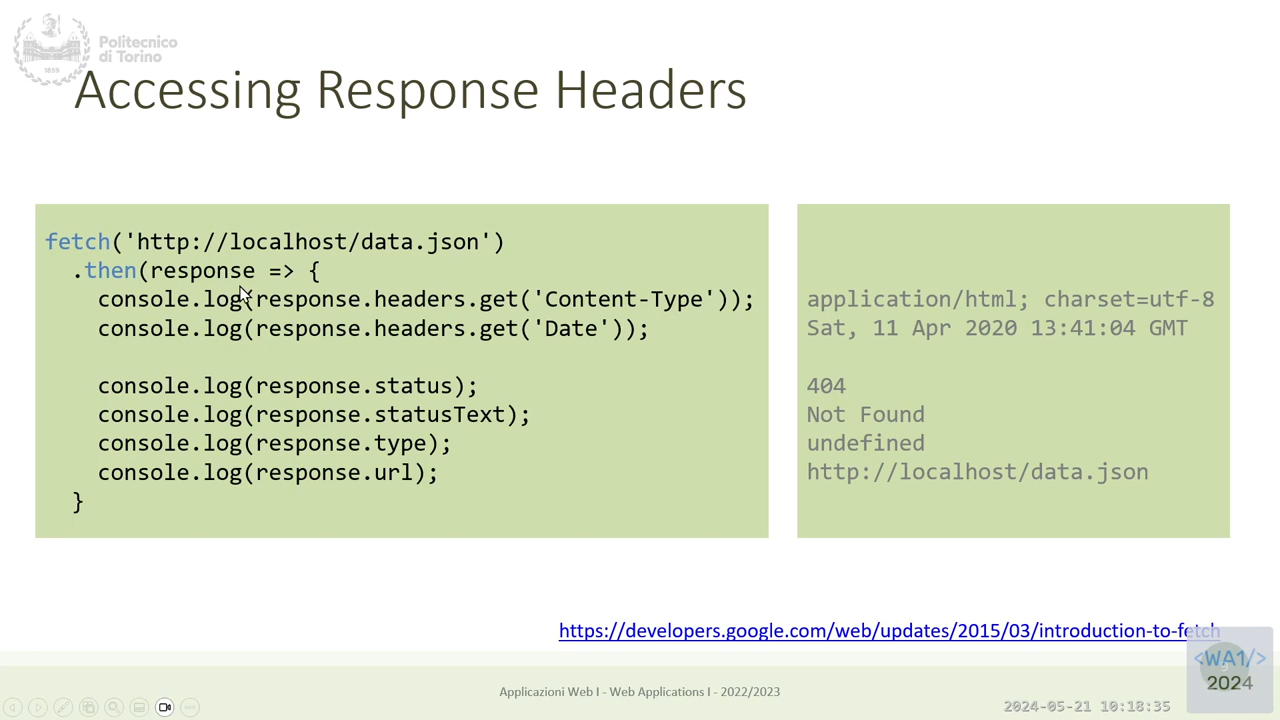 Politecnico
di Torino
1859
Accessing Response Headers
fetch('http://localhost/data.json')
.then(response => {
console.log(response.headers.get('Content-Type'));
console.log(response.headers.get('Date'));
console.log(response.status);
console.log(response.statusText);
console.log(response.type);
console.log(response.url);
}
application/html; charset=utf-8
Sat, 11 Apr 2020 13:41:04 GMT
404
Not Found
undefined
http://localhost/data.json
https://developers.google.com/web/updates/2015/03/introduction-to-fetch
Applicazioni Web I - Web Applications I - 2022/2023
<WA1/>
2024
2024-05-21 10:18:35